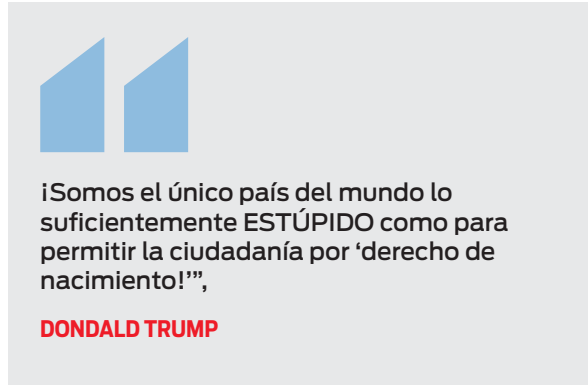 ¡Somos el único país del mundo lo
suficientemente ESTÚPIDO como para
permitir la ciudadanía por ‘derecho de
nacimiento!’”,
DONDALD TRUMP